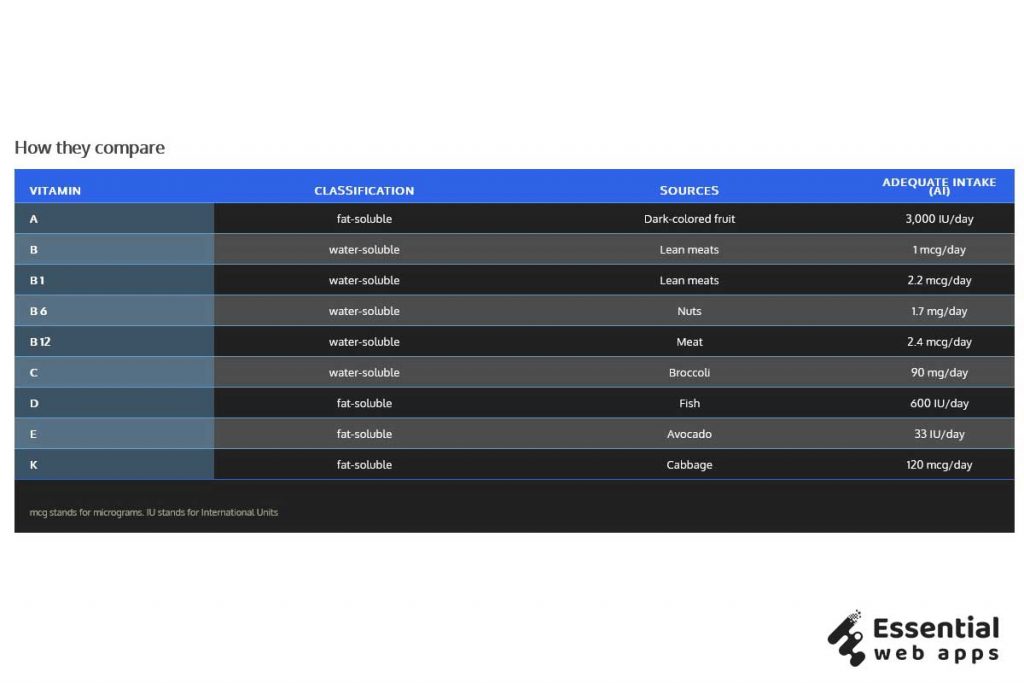 How they compare
VITAMIN CLASSIFICATION SOURCES ADEQUATE INTAKE (AI)
A fat-soluble Dark-colored fruit 3,000 IU/day
B water-soluble Lean meats 1 mcg/day
B1 water-soluble Lean meats 2.2 mcg/day
B6 water-soluble Nuts 1.7 mg/day
B12 water-soluble Meat 2.4 mcg/day
C water-soluble Broccoli 90 mg/day
D fat-soluble Fish 600 IU/day
E fat-soluble Avocado 33 IU/day
K fat-soluble Cabbage 120 mcg/day
mcg stands for micrograms. IU stands for International Units
Essential
web apps